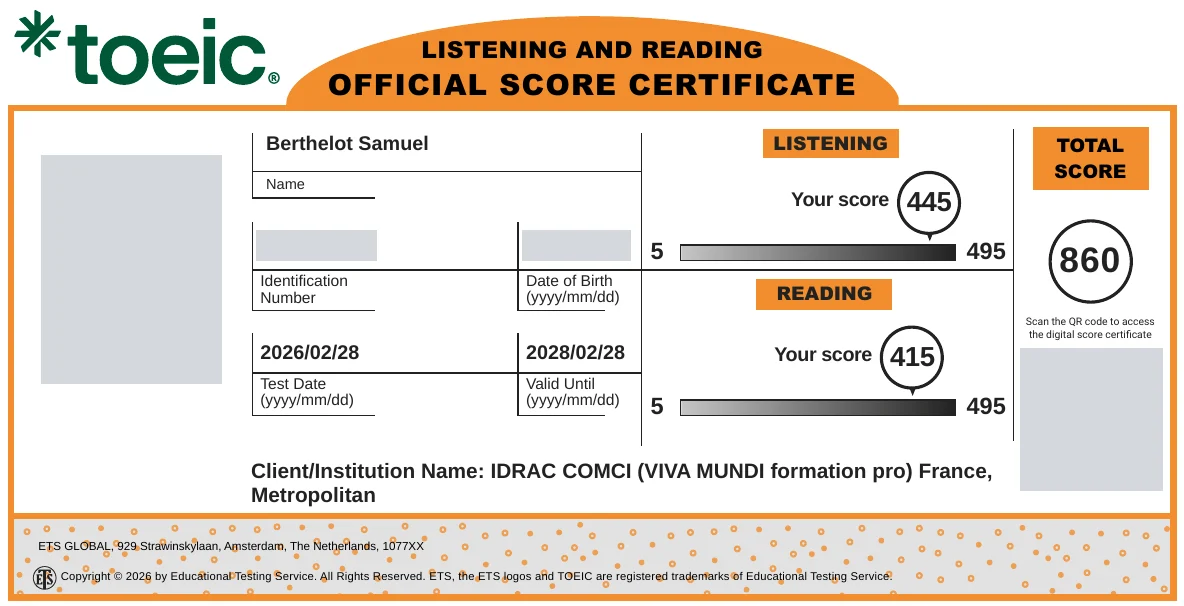 toeic®
LISTENING AND READING
OFFICIAL SCORE CERTIFICATE
Berthelot Samuel
Name
Identification
Number
Date of Birth
(yyyy/mm/dd)
2026/02/28
Test Date
(yyyy/mm/dd)
2028/02/28
Valid Until
(yyyy/mm/dd)
LISTENING
Your score 445
5 495
READING
Your score 415
5 495
TOTAL
SCORE
860
Scan the QR code to access
the digital score certificate
Client/Institution Name: IDRAC COMCI (VIVA MUNDI formation pro) France,
Metropolitan
ETS GLOBAL, 929 Strawinskylaan, Amsterdam, The Netherlands, 1077XX
ETS Copyright © 2026 by Educational Testing Service. All Rights Reserved. ETS, the ETS logos and TOEIC are registered trademarks of Educational Testing Service.